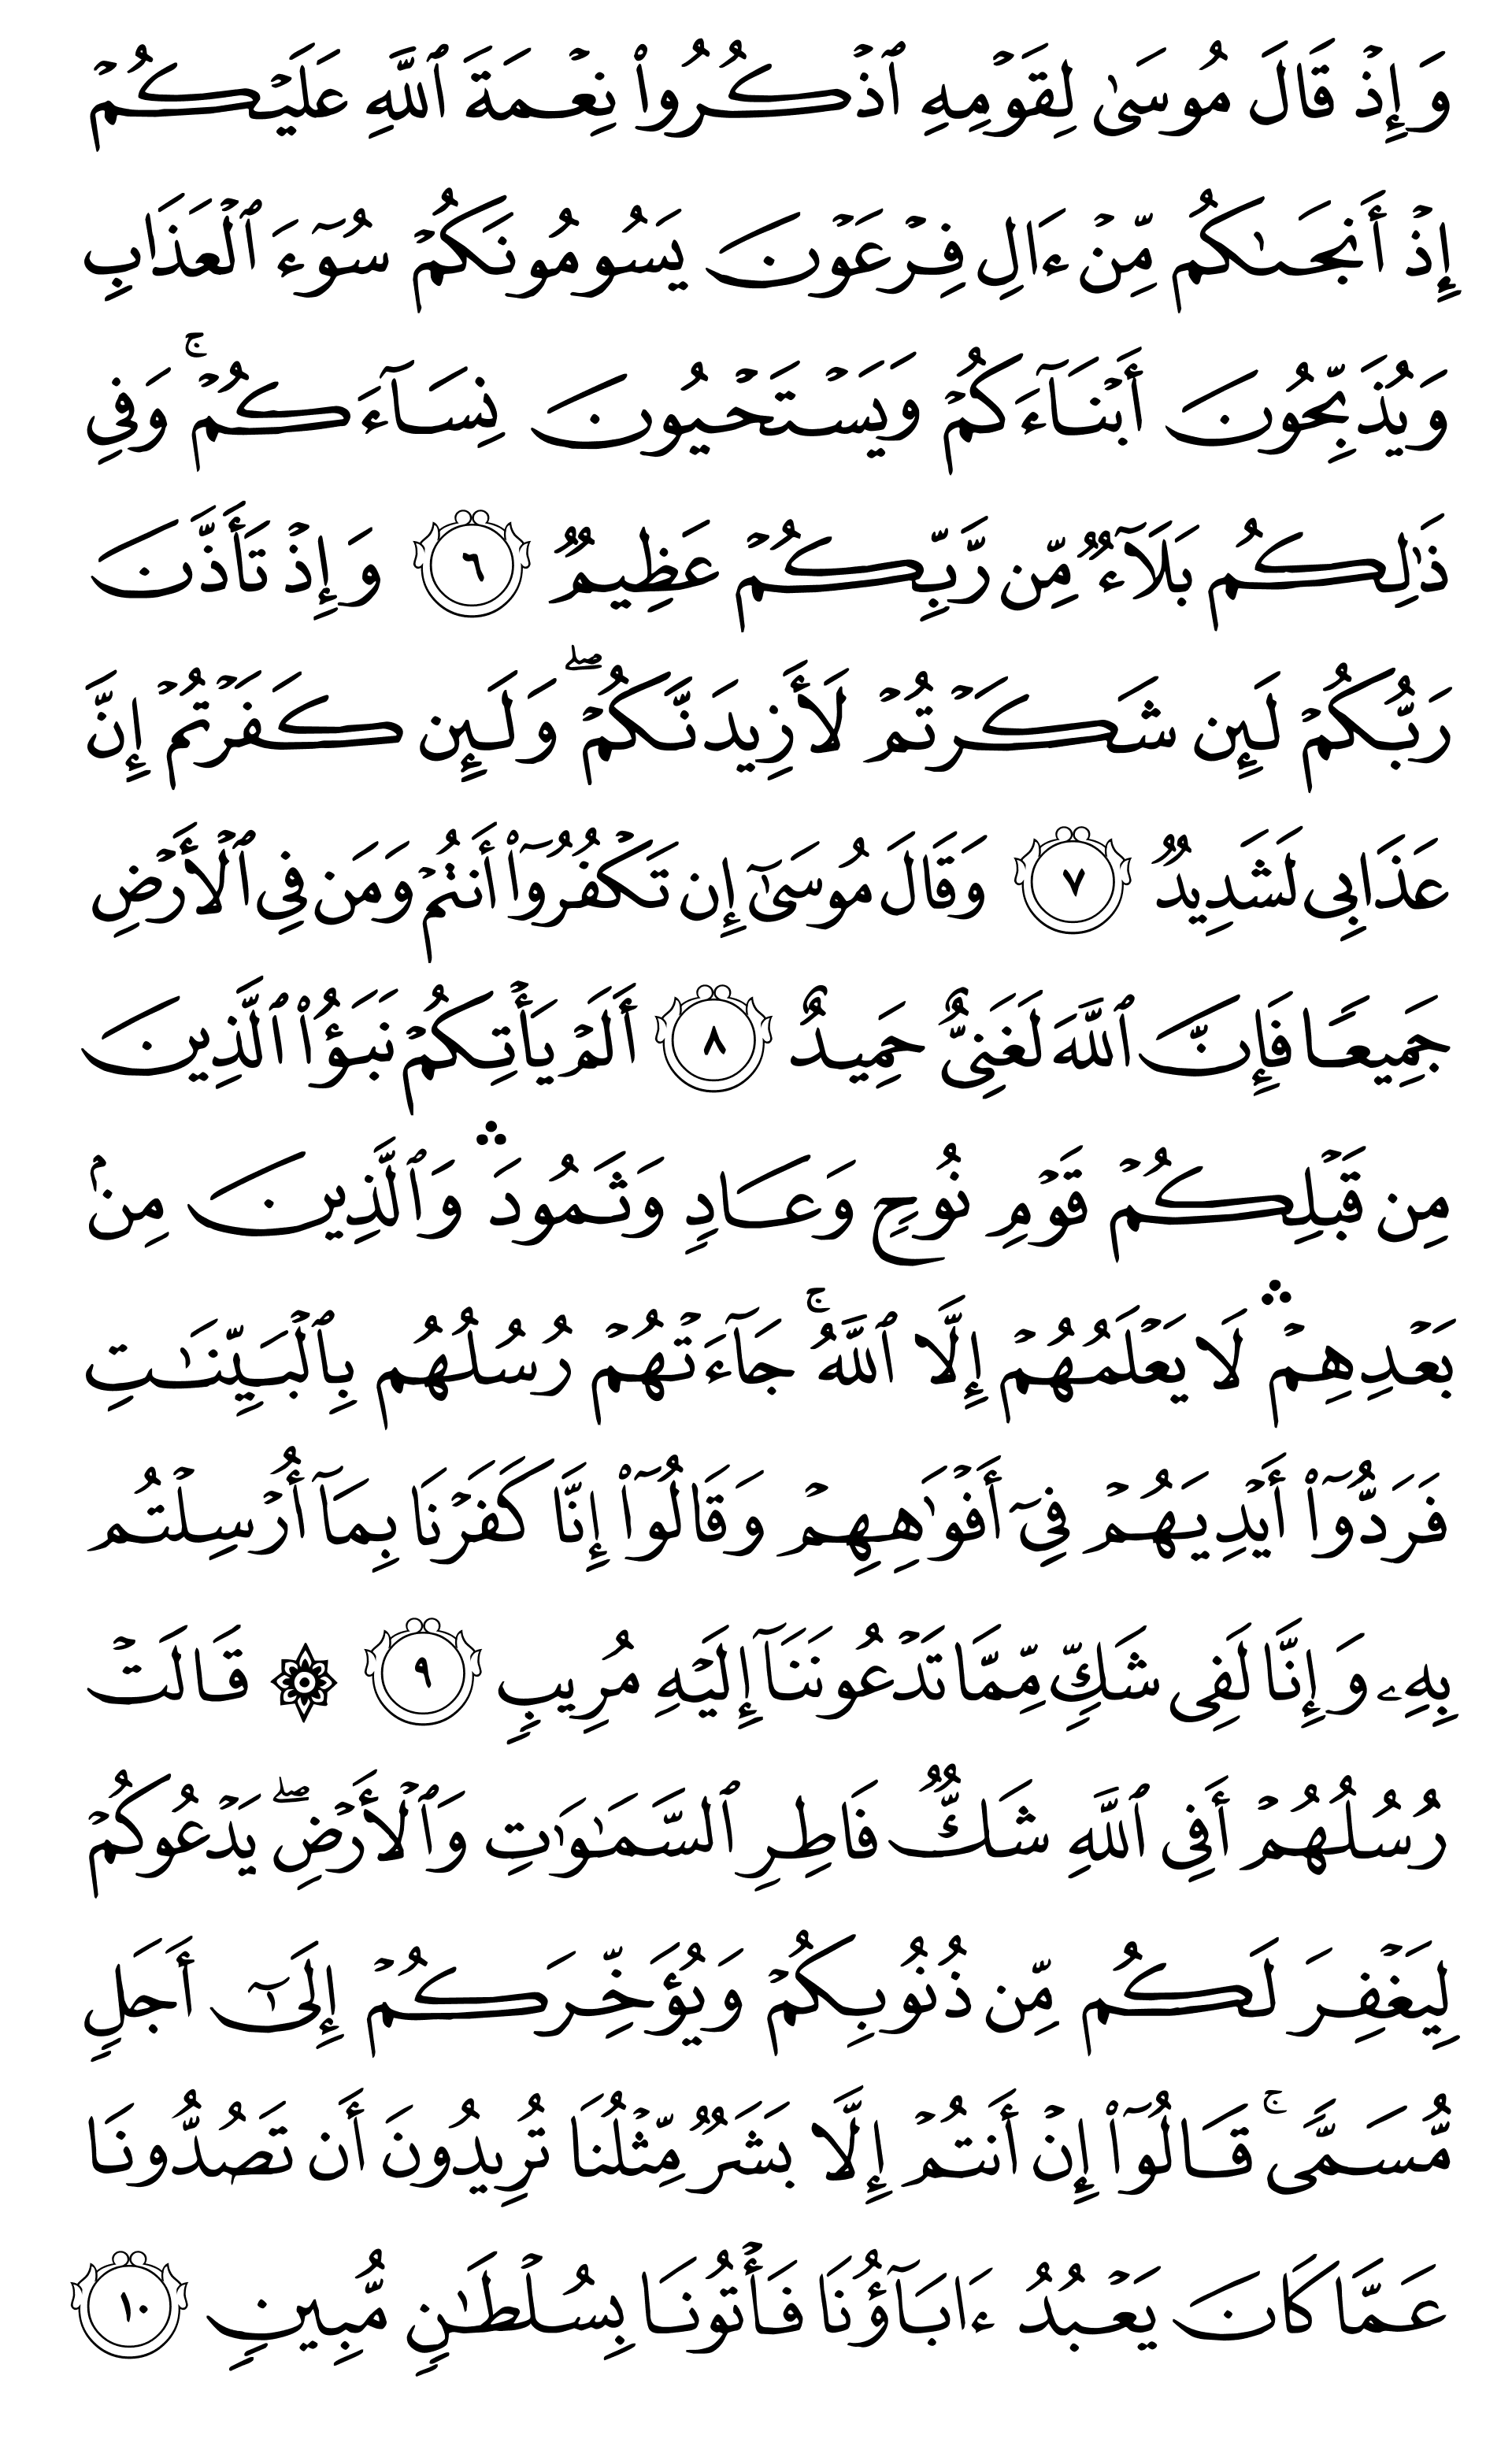 وَإِذۡ قَالَ مُوسَىٰ لِقَوۡمِهِ ٱذۡكُرُواْ نِعۡمَةَ ٱللَّهِ عَلَيۡكُمۡ
إِذۡ أَنجَىٰكُم مِّنۡ ءَالِ فِرۡعَوۡنَ يَسُومُونَكُمۡ سُوٓءَ ٱلۡعَذَابِ
وَيُذَبِّحُونَ أَبۡنَآءَكُمۡ وَيَسۡتَحۡيُونَ نِسَآءَكُمۡۚ وَفِي
ذَٰلِكُم بَلَآءٞ مِّن رَّبِّكُمۡ عَظِيمٞ ٦ وَإِذۡ تَأَذَّنَ
رَبُّكُمۡ لَئِن شَكَرۡتُمۡ لَأَزِيدَنَّكُمۡۖ وَلَئِن كَفَرۡتُمۡ إِنَّ
عَذَابِي لَشَدِيدٞ ٧ وَقَالَ مُوسَىٰٓ إِن تَكۡفُرُوٓاْ أَنتُمۡ وَمَن فِي ٱلۡأَرۡضِ
جَمِيعٗا فَإِنَّ ٱللَّهَ لَغَنِيٌّ حَمِيدٌ ٨ أَلَمۡ يَأۡتِكُمۡ نَبَؤُاْ ٱلَّذِينَ
مِن قَبۡلِكُمۡ قَوۡمِ نُوحٖ وَعَادٖ وَثَمُودَۛ وَٱلَّذِينَ مِنۢ
بَعۡدِهِمۡۛ لَا يَعۡلَمُهُمۡ إِلَّا ٱللَّهُۚ جَآءَتۡهُمۡ رُسُلُهُم بِٱلۡبَيِّنَٰتِ
فَرَدُّوٓاْ أَيۡدِيَهُمۡ فِيٓ أَفۡوَٰهِهِمۡ وَقَالُوٓاْ إِنَّا كَفَرۡنَا بِمَآ أُرۡسِلۡتُم
بِهِۦ وَإِنَّا لَفِي شَكّٖ مِّمَّا تَدۡعُونَنَآ إِلَيۡهِ مُرِيبٖ ٩ ۞ قَالَتۡ
رُسُلُهُمۡ أَفِي ٱللَّهِ شَكّٞ فَاطِرِ ٱلسَّمَٰوَٰتِ وَٱلۡأَرۡضِۖ يَدۡعُوكُمۡ
لِيَغۡفِرَ لَكُم مِّن ذُنُوبِكُمۡ وَيُؤَخِّرَكُمۡ إِلَىٰٓ أَجَلٖ
مُّسَمّٗىۚ قَالُوٓاْ إِنۡ أَنتُمۡ إِلَّا بَشَرٞ مِّثۡلُنَا تُرِيدُونَ أَن تَصُدُّونَا
عَمَّا كَانَ يَعۡبُدُ ءَابَآؤُنَا فَأۡتُونَا بِسُلۡطَٰنٖ مُّبِينٖ ١٠